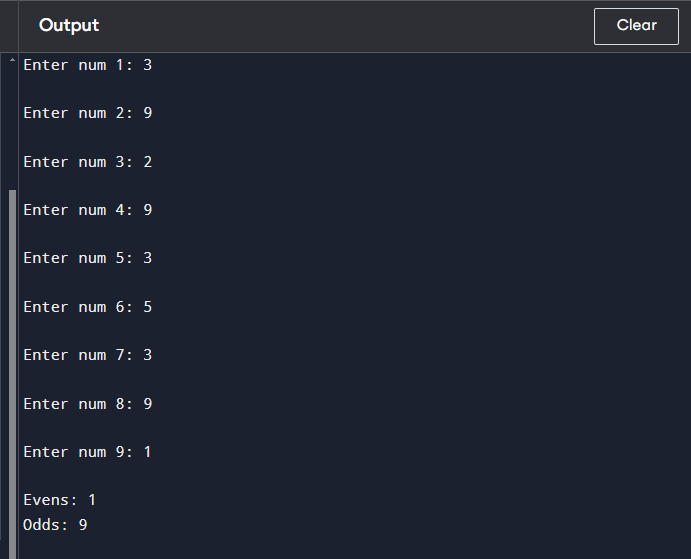 Output
Clear
Enter num 1: 3
Enter num 2: 9
Enter num 3: 2
Enter num 4: 9
Enter num 5: 3
Enter num 6: 5
Enter num 7: 3
Enter num 8: 9
Enter num 9: 1
Evens: 1
Odds: 9